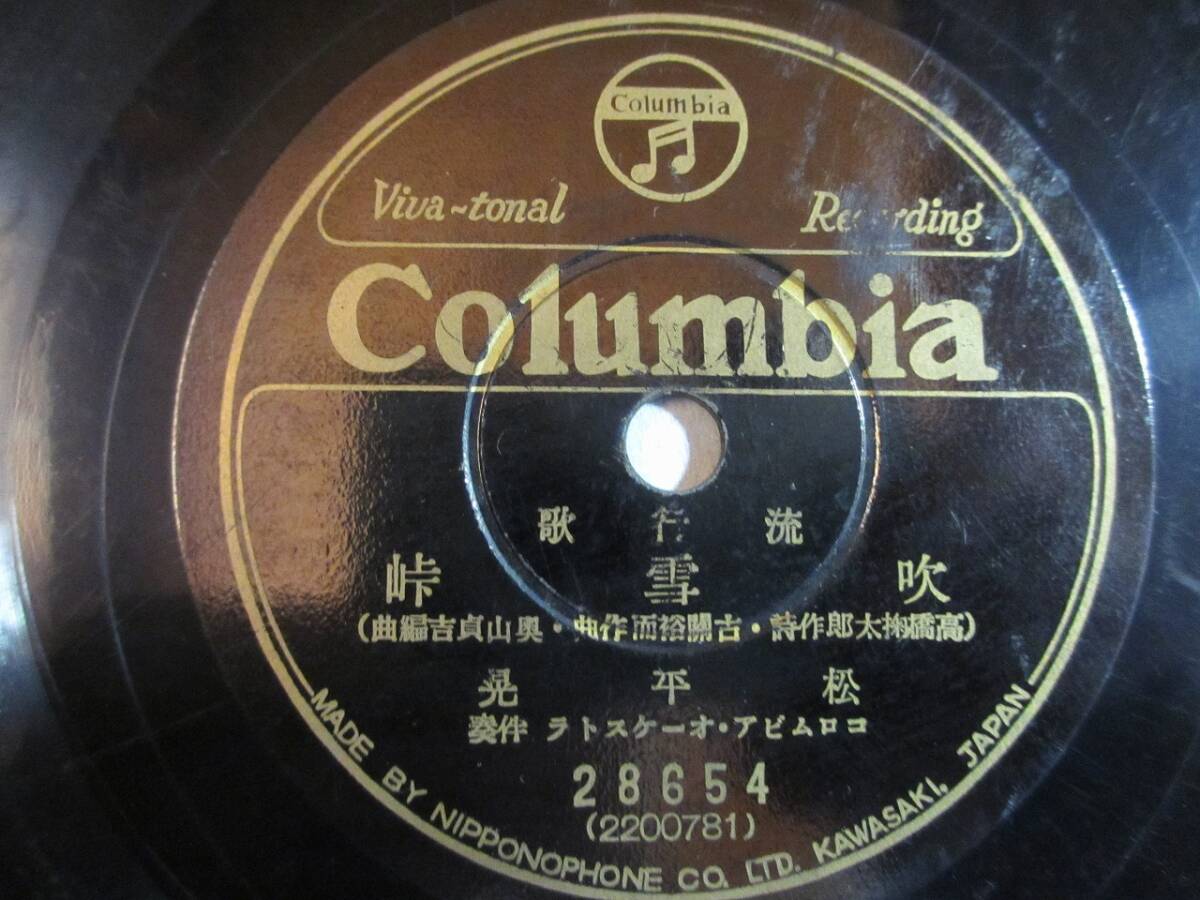 Columbia
Viva-tonal Recording
Columbia
流行歌
吹雪峠
(高橋掬太郎作詩・古關裕而作曲・奥山貞吉編曲)
松平晃
コロムビア・オーケストラ 伴奏
28654
(2200781)
MADE BY NIPPONOPHONE CO. LTD. KAWASAKI, JAPAN